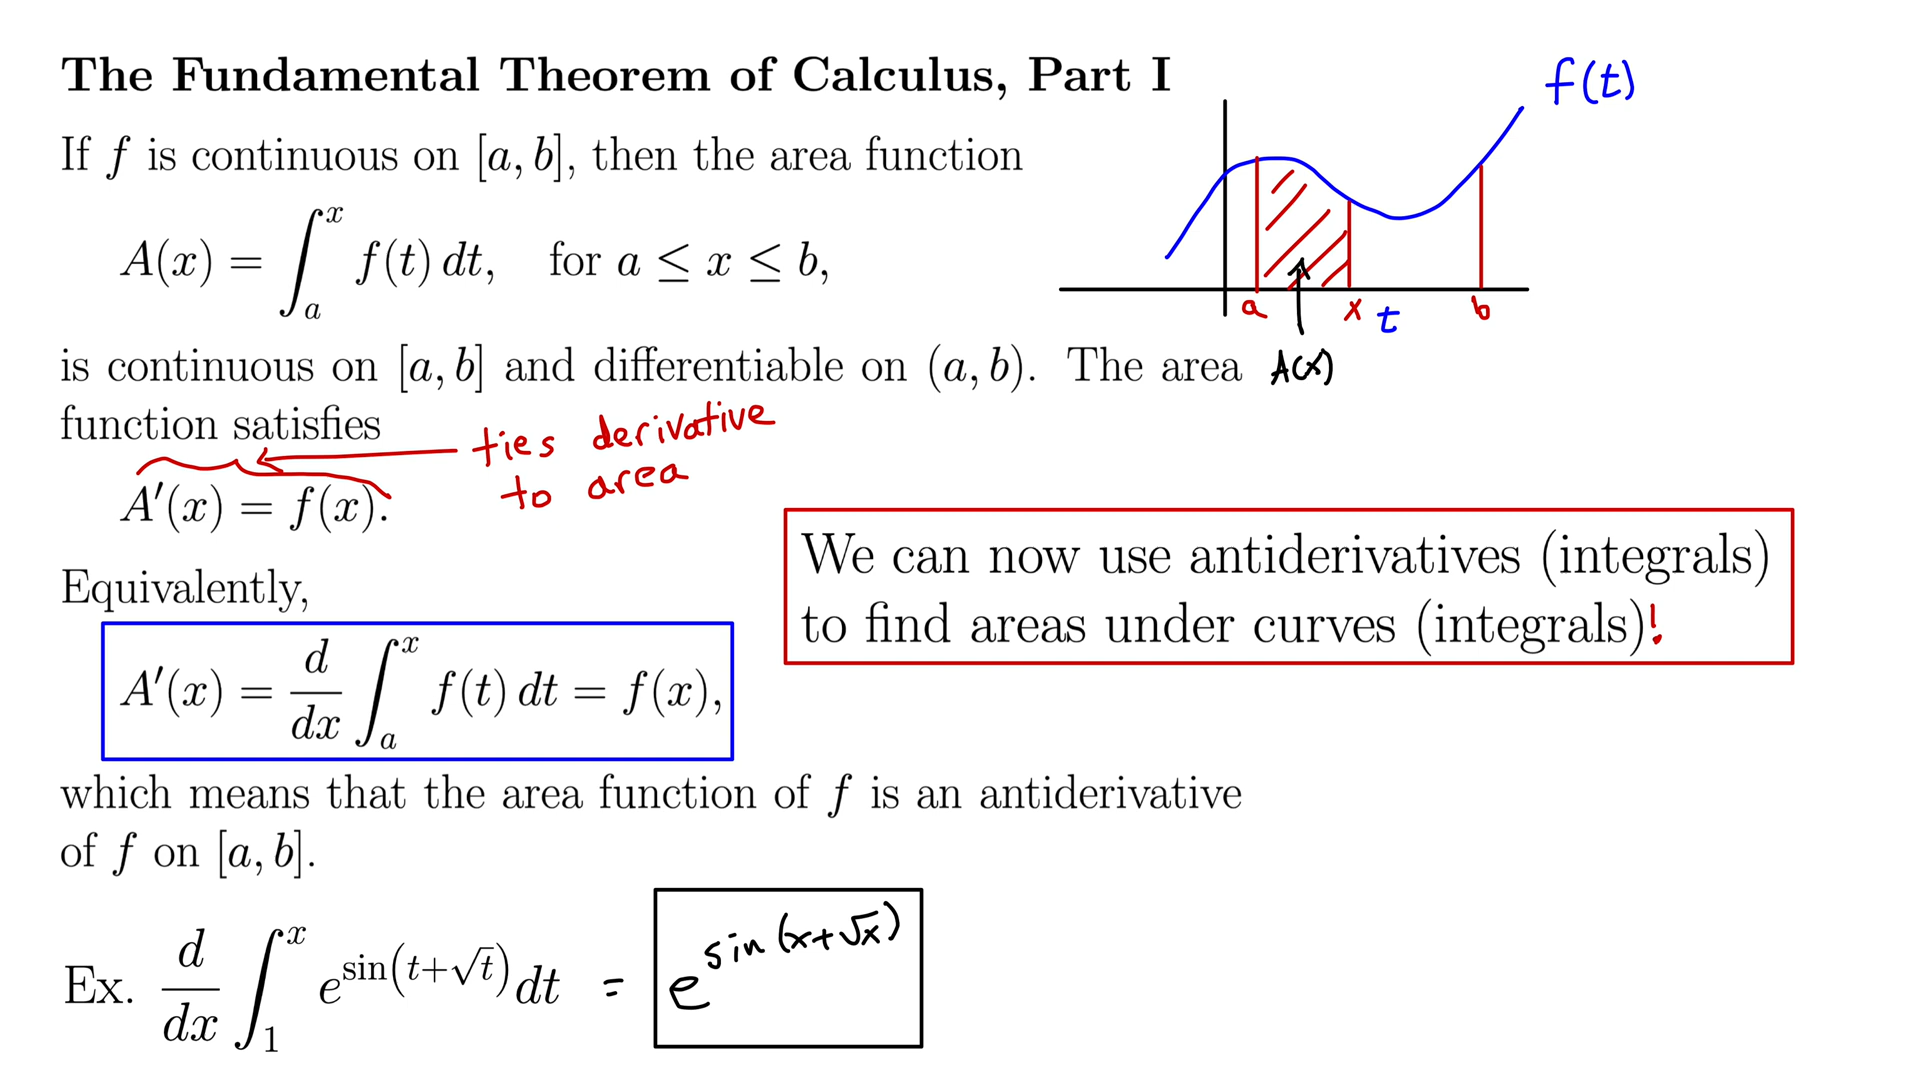 The Fundamental Theorem of Calculus, Part I
f(t)
If f is continuous on [a, b], then the area function
A(x) = ∫_a^x f(t) dt, for a ≤ x ≤ b,
a x t b
is continuous on [a, b] and differentiable on (a, b). The area
A(x)
function satisfies
ties derivative
to area
A′(x) = f(x).
We can now use antiderivatives (integrals)
to find areas under curves (integrals)!
Equivalently,
A′(x) = d/dx ∫_a^x f(t) dt = f(x),
which means that the area function of f is an antiderivative
of f on [a, b].
Ex. d/dx ∫_1^x e^{sin(t+√t)} dt = e^{sin(x+√x)}